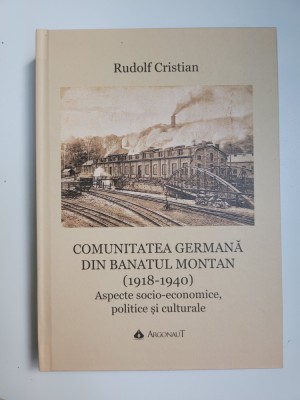 Rudolf Cristian
COMUNITATEA GERMANĂ
DIN BANATUL MONTAN
(1918-1940)
Aspecte socio-economice,
politice și culturale
ARGONAUT